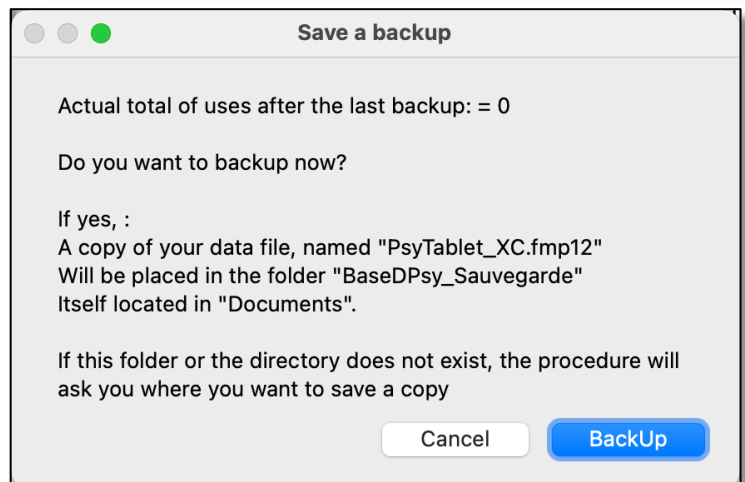 Save a backup
Actual total of uses after the last backup: = 0
Do you want to backup now?
If yes, :
A copy of your data file, named "PsyTablet_XC.fmp12"
Will be placed in the folder "BaseDPsy_Sauvegarde"
Itself located in "Documents".
If this folder or the directory does not exist, the procedure will
ask you where you want to save a copy
Cancel
BackUp